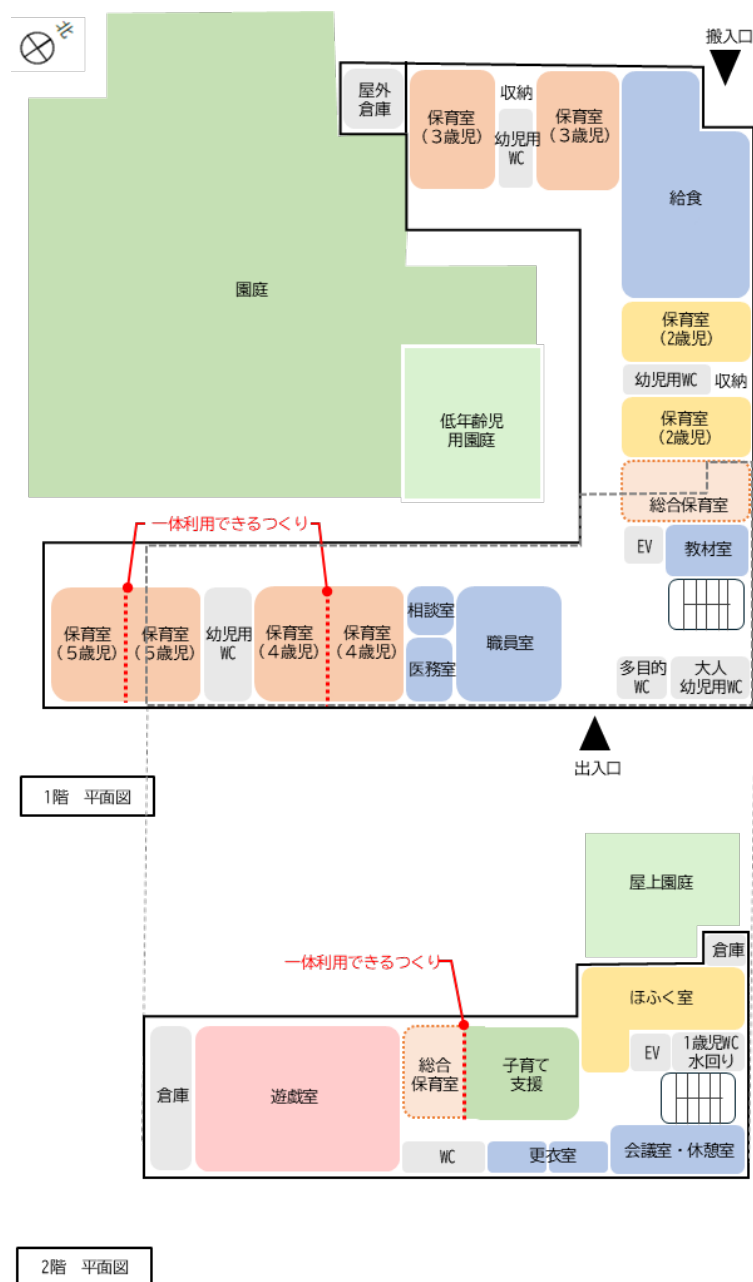 北
搬入口
屋外
倉庫
保育室
(3歳児)
収納
幼児用
WC
保育室
(3歳児)
給食
園庭
保育室
(2歳児)
幼児用WC
収納
低年齢児
用園庭
保育室
(2歳児)
総合保育室
一体利用できるつくり
EV
教材室
保育室
(5歳児)
保育室
(5歳児)
幼児用
WC
保育室
(4歳児)
保育室
(4歳児)
相談室
医務室
職員室
多目的
WC
大人
幼児用WC
出入口
1階 平面図
屋上園庭
倉庫
一体利用できるつくり
ほふく室
倉庫
遊戯室
総合
保育室
子育て
支援
EV
1歳児WC
水回り
WC
更衣室
会議室・休憩室
2階 平面図